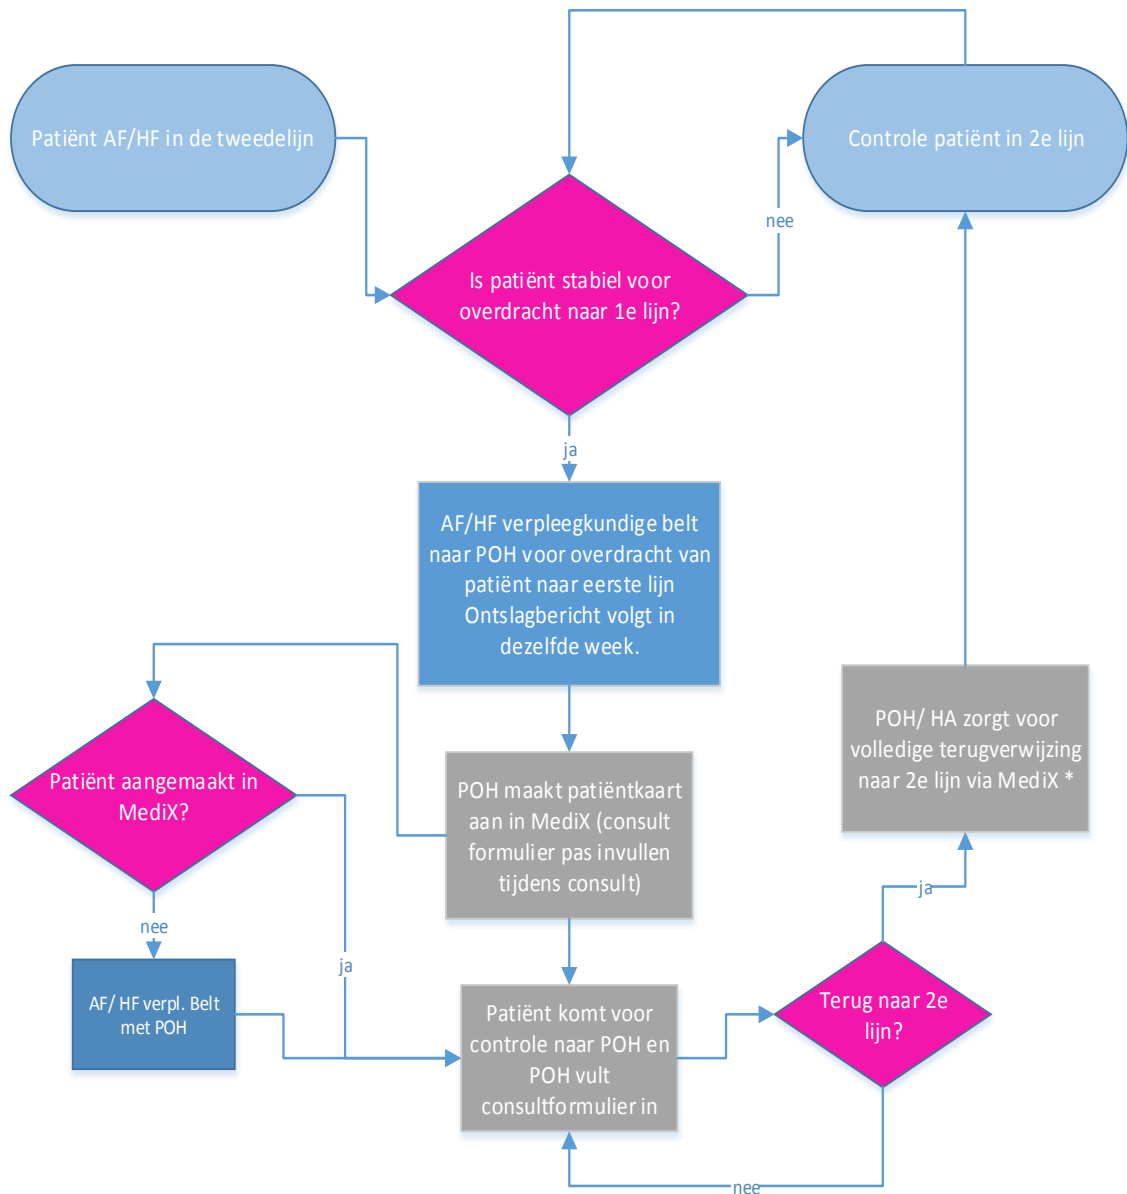 Patiënt AF/HF in de tweedelijn
Controle patiënt in 2e lijn
nee
Is patiënt stabiel voor
overdracht naar 1e lijn?
ja
AF/HF verpleegkundige belt
naar POH voor overdracht van
patiënt naar eerste lijn
Ontslagbericht volgt in
dezelfde week.
POH/ HA zorgt voor
volledige terugverwijzing
naar 2e lijn via MediX *
Patiënt aangemaakt in
MediX?
POH maakt patiëntkaart
aan in MediX (consult
formulier pas invullen
tijdens consult)
ja
nee
ja
AF/ HF verpl. Belt
met POH
Patiënt komt voor
controle naar POH en
POH vult
consultformulier in
Terug naar 2e
lijn?
nee